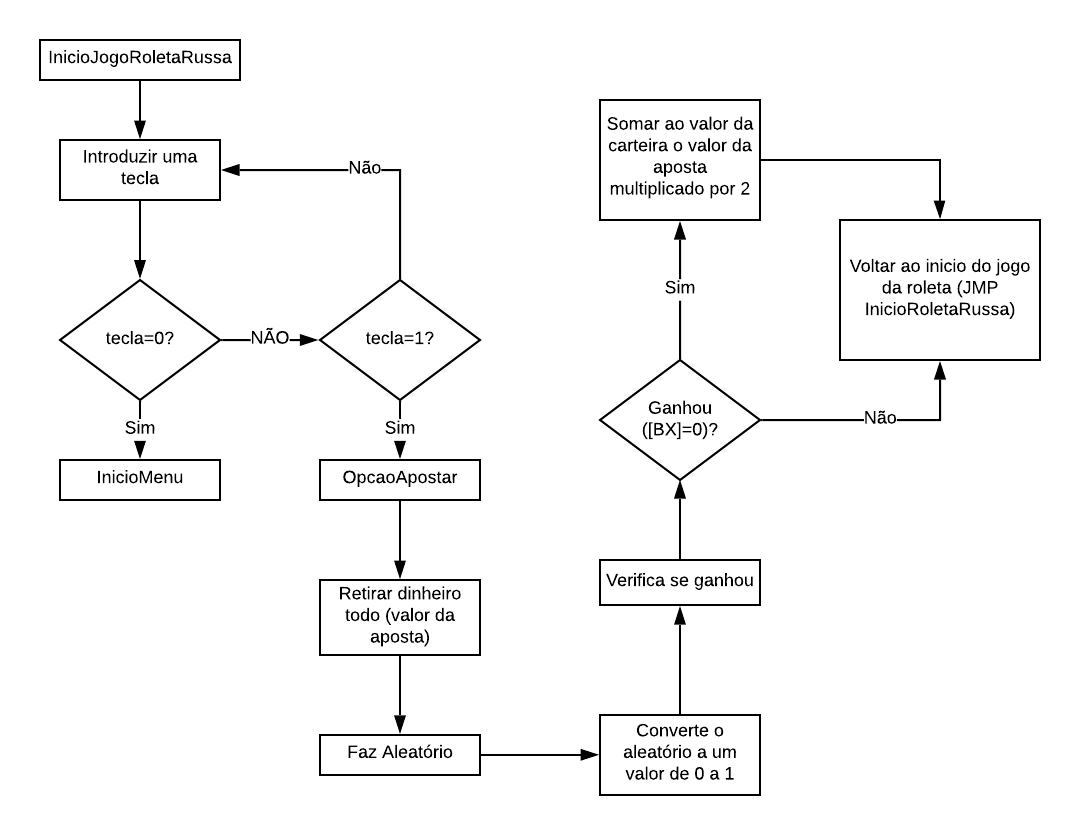 InicioJogoRoletaRussa
Introduzir uma
tecla
Não
tecla=0?
NÃO
tecla=1?
Sim
Sim
InicioMenu
OpcaoApostar
Retirar dinheiro
todo (valor da
aposta)
Faz Aleatório
Converte o
aleatório a um
valor de 0 a 1
Verifica se ganhou
Ganhou
([BX]=0)?
Sim
Não
Somar ao valor da
carteira o valor da
aposta
multiplicado por 2
Voltar ao inicio do jogo
da roleta (JMP
InicioRoletaRussa)